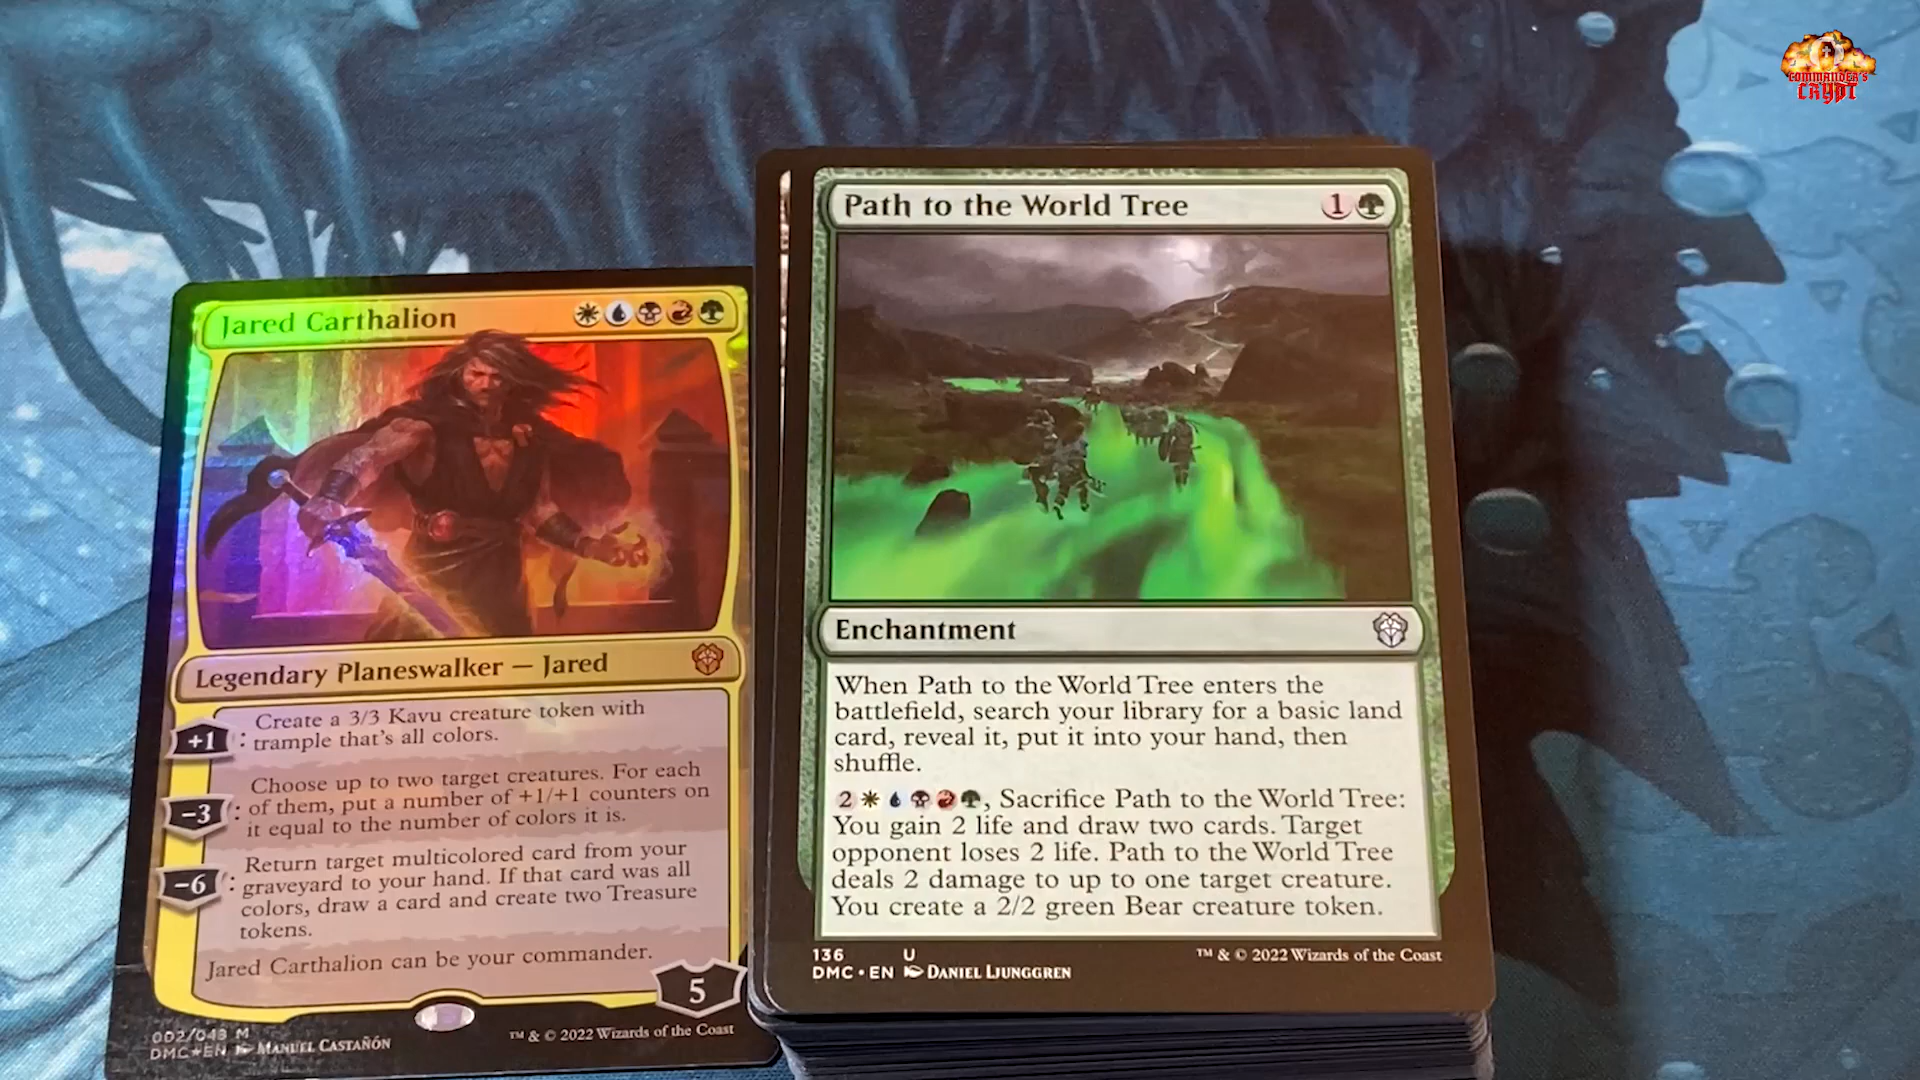 COMMANDER'S
CRYPT
Jared Carthalion
Legendary Planeswalker — Jared
+1 : Create a 3/3 Kavu creature token with
trample that's all colors.
−3 : Choose up to two target creatures. For each
of them, put a number of +1/+1 counters on
it equal to the number of colors it is.
−6 : Return target multicolored card from your
graveyard to your hand. If that card was all
colors, draw a card and create two Treasure
tokens.
Jared Carthalion can be your commander.
5
002/048 M
DMC★EN MANUEL CASTAÑÓN
™ & © 2022 Wizards of the Coast
Path to the World Tree 1
Enchantment
When Path to the World Tree enters the
battlefield, search your library for a basic land
card, reveal it, put it into your hand, then
shuffle.
2 , Sacrifice Path to the World Tree:
You gain 2 life and draw two cards. Target
opponent loses 2 life. Path to the World Tree
deals 2 damage to up to one target creature.
You create a 2/2 green Bear creature token.
136 U
DMC • EN DANIEL LJUNGGREN
™ & © 2022 Wizards of the Coast